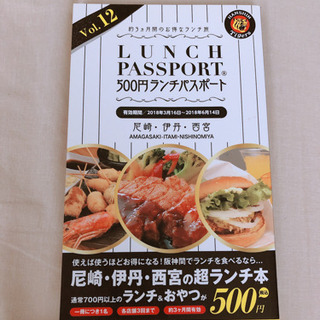 Vol.12
約3ヵ月間のお得なランチ旅
HANSHIN
Tigers
LUNCH
PASSPORT®
500円ランチパスポート
有効期間/2018年3月16日〜2018年6月14日
尼崎・伊丹・西宮
AMAGASAKI・ITAMI・NISHINOMIYA
使えば使うほどお得になる!阪神間でランチを食べるなら…
尼崎・伊丹・西宮の超ランチ本
通常700円以上のランチ&おやつが500円
一冊につき1名 各店舗3回まで 約3ヶ月間有効